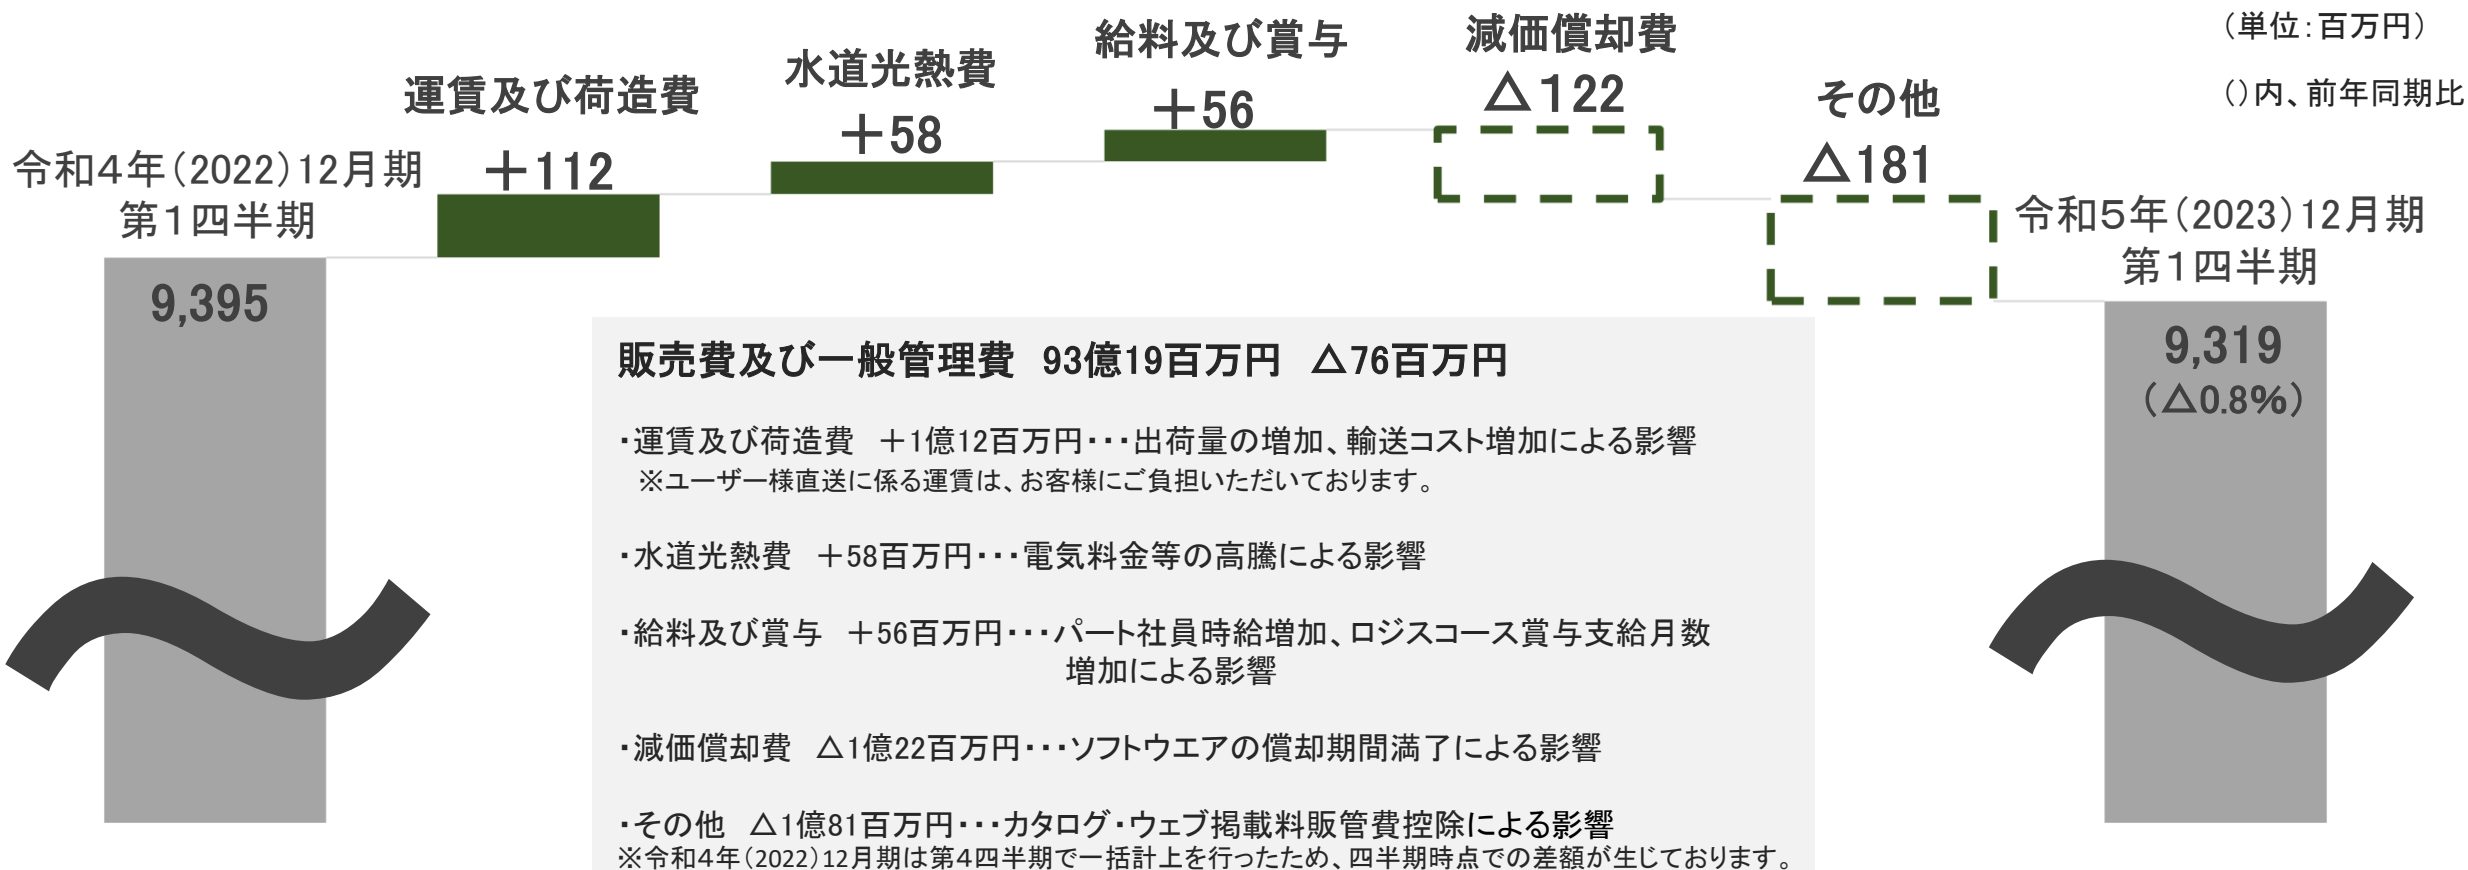 (単位:百万円)
()内、前年同期比
令和4年(2022)12月期
第1四半期
9,395
運賃及び荷造費
+112
水道光熱費
+58
給料及び賞与
+56
減価償却費
△122
その他
△181
令和5年(2023)12月期
第1四半期
9,319
(△0.8%)
販売費及び一般管理費 93億19百万円 △76百万円
・運賃及び荷造費 +1億12百万円・・・出荷量の増加、輸送コスト増加による影響
※ユーザー様直送に係る運賃は、お客様にご負担いただいております。
・水道光熱費 +58百万円・・・電気料金等の高騰による影響
・給料及び賞与 +56百万円・・・パート社員時給増加、ロジスコース賞与支給月数
増加による影響
・減価償却費 △1億22百万円・・・ソフトウエアの償却期間満了による影響
・その他 △1億81百万円・・・カタログ・ウェブ掲載料販管費控除による影響
※令和4年(2022)12月期は第4四半期で一括計上を行ったため、四半期時点での差額が生じております。